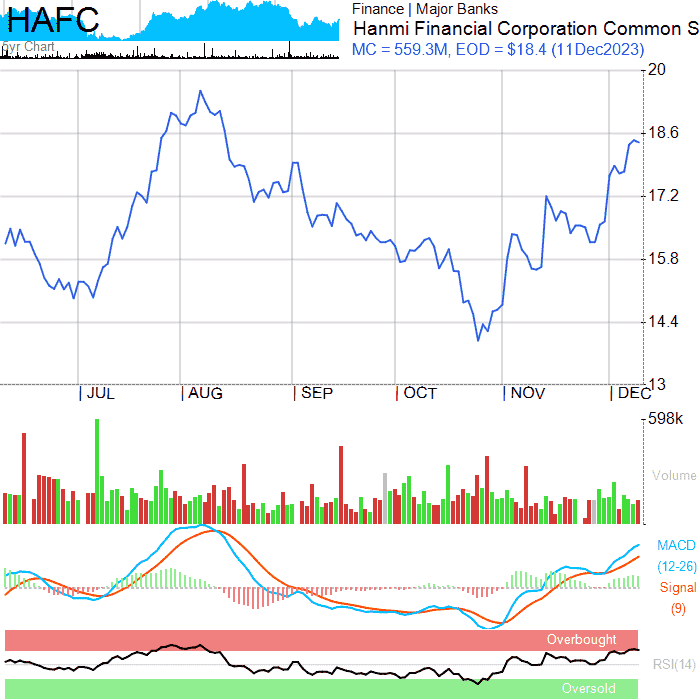 HAFC
5yr Chart
Finance | Major Banks
Hanmi Financial Corporation Common S
MC = 559.3M, EOD = $18.4 (11Dec2023)
20
18.6
17.2
15.8
14.4
13
| JUL | AUG | SEP | OCT | NOV | DEC
598k
Volume
MACD
(12-26)
Signal
(9)
Overbought
RSI(14)
Oversold